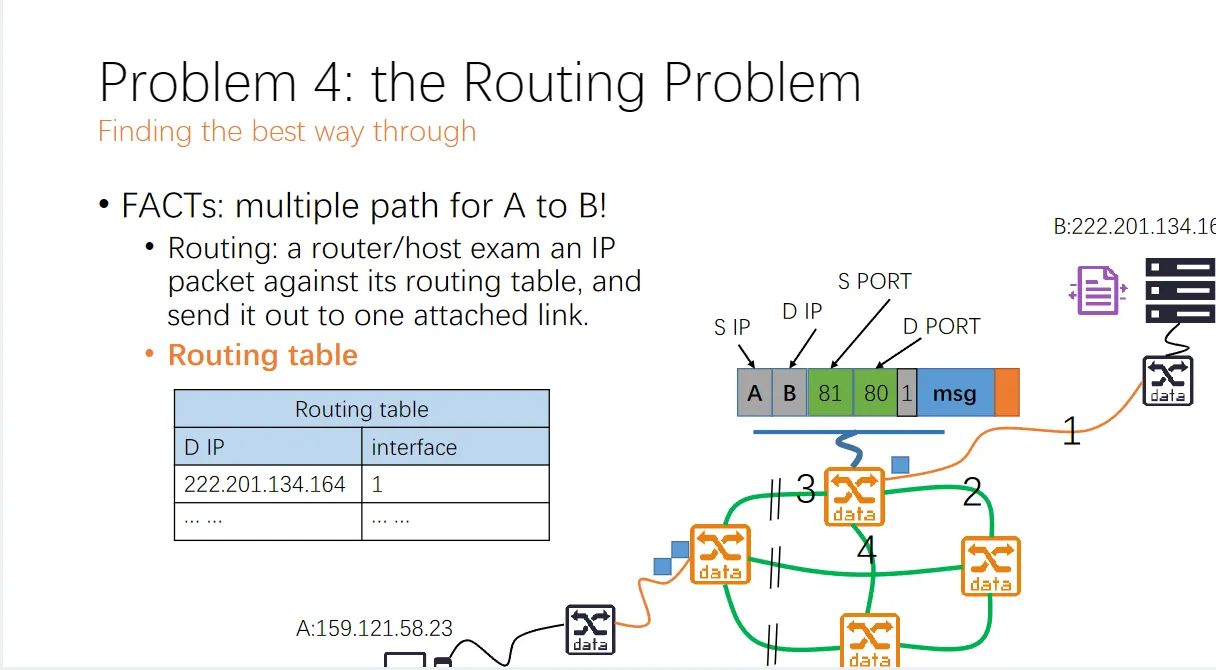 Problem 4: the Routing Problem
Finding the best way through
• FACTs: multiple path for A to B!
• Routing: a router/host exam an IP
packet against its routing table, and
send it out to one attached link.
• Routing table
Routing table
D IP interface
222.201.134.164 1
... ... ... ...
B:222.201.134.16
S PORT
D IP
S IP
D PORT
A B 81 80 1 msg
data
1
3
2
data
4
data
data
A:159.121.58.23
data
data